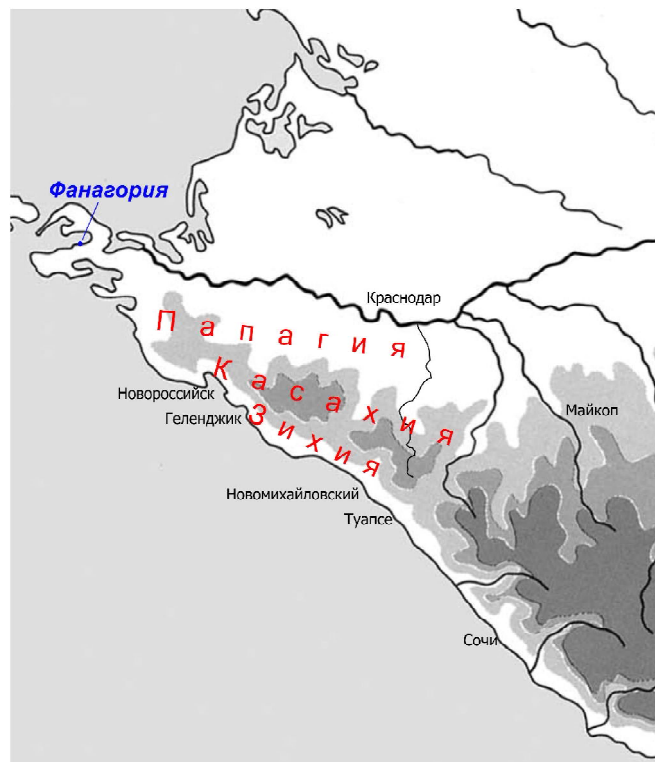 Фанагория
Краснодар
Папагия
Касахия
Новороссийск
Майкоп
Геленджик
Зихия
Новомихайловский
Туапсе
Сочи